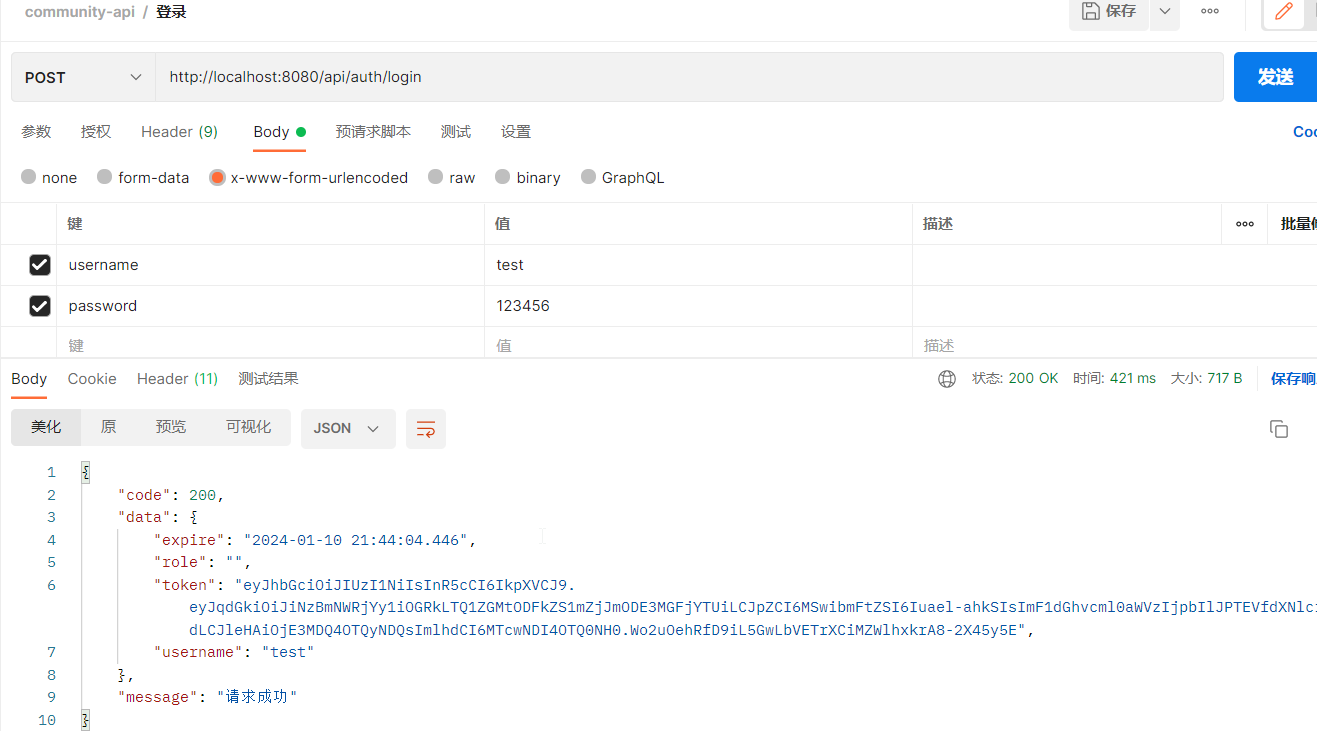 community-api / 登录
保存
POST
http://localhost:8080/api/auth/login
发送
参数 授权 Header (9) Body 预请求脚本 测试 设置 Coo
none form-data x-www-form-urlencoded raw binary GraphQL
键 值 描述 批量
username test
password 123456
键 值 描述
Body Cookie Header (11) 测试结果 状态: 200 OK 时间: 421 ms 大小: 717 B 保存响
美化 原 预览 可视化 JSON
1 {
2 "code": 200,
3 "data": {
4 "expire": "2024-01-10 21:44:04.446",
5 "role": "",
6 "token": "eyJhbGciOiJIUzI1NiIsInR5cCI6IkpXVCJ9.
eyJqdGkiOiJiNzBmNWRjYy1iOGRkLTQ1ZGMtODFkZS1mZjJmODE3MGFjYTUiLCJpZCI6MSwibmFtZSI6Iuael-ahkSIsImF1dGhvcml0aWVzIjpbIlJPTEVfdXNlci
dLCJleHAiOjE3MDQ4OTQyNDQsImlhdCI6MTcwNDI4OTQ0NH0.Wo2uOehRfD9iL5GwLbVETrXCiMZWlhxkrA8-2X45y5E",
7 "username": "test"
8 },
9 "message": "请求成功"
10 }